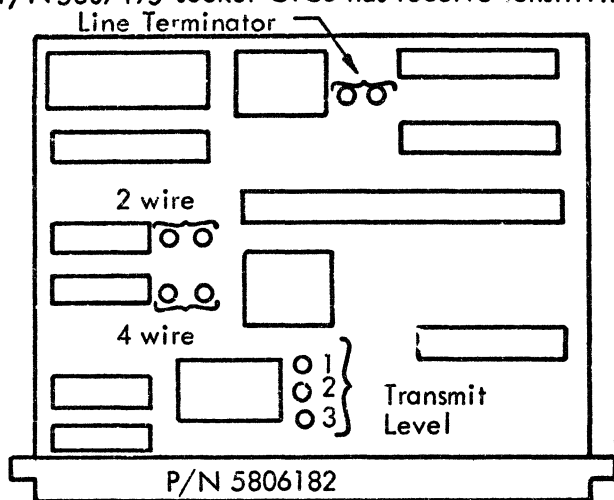 Line Terminator
2 wire
4 wire
1
2
3
Transmit
Level
P/N 5806182